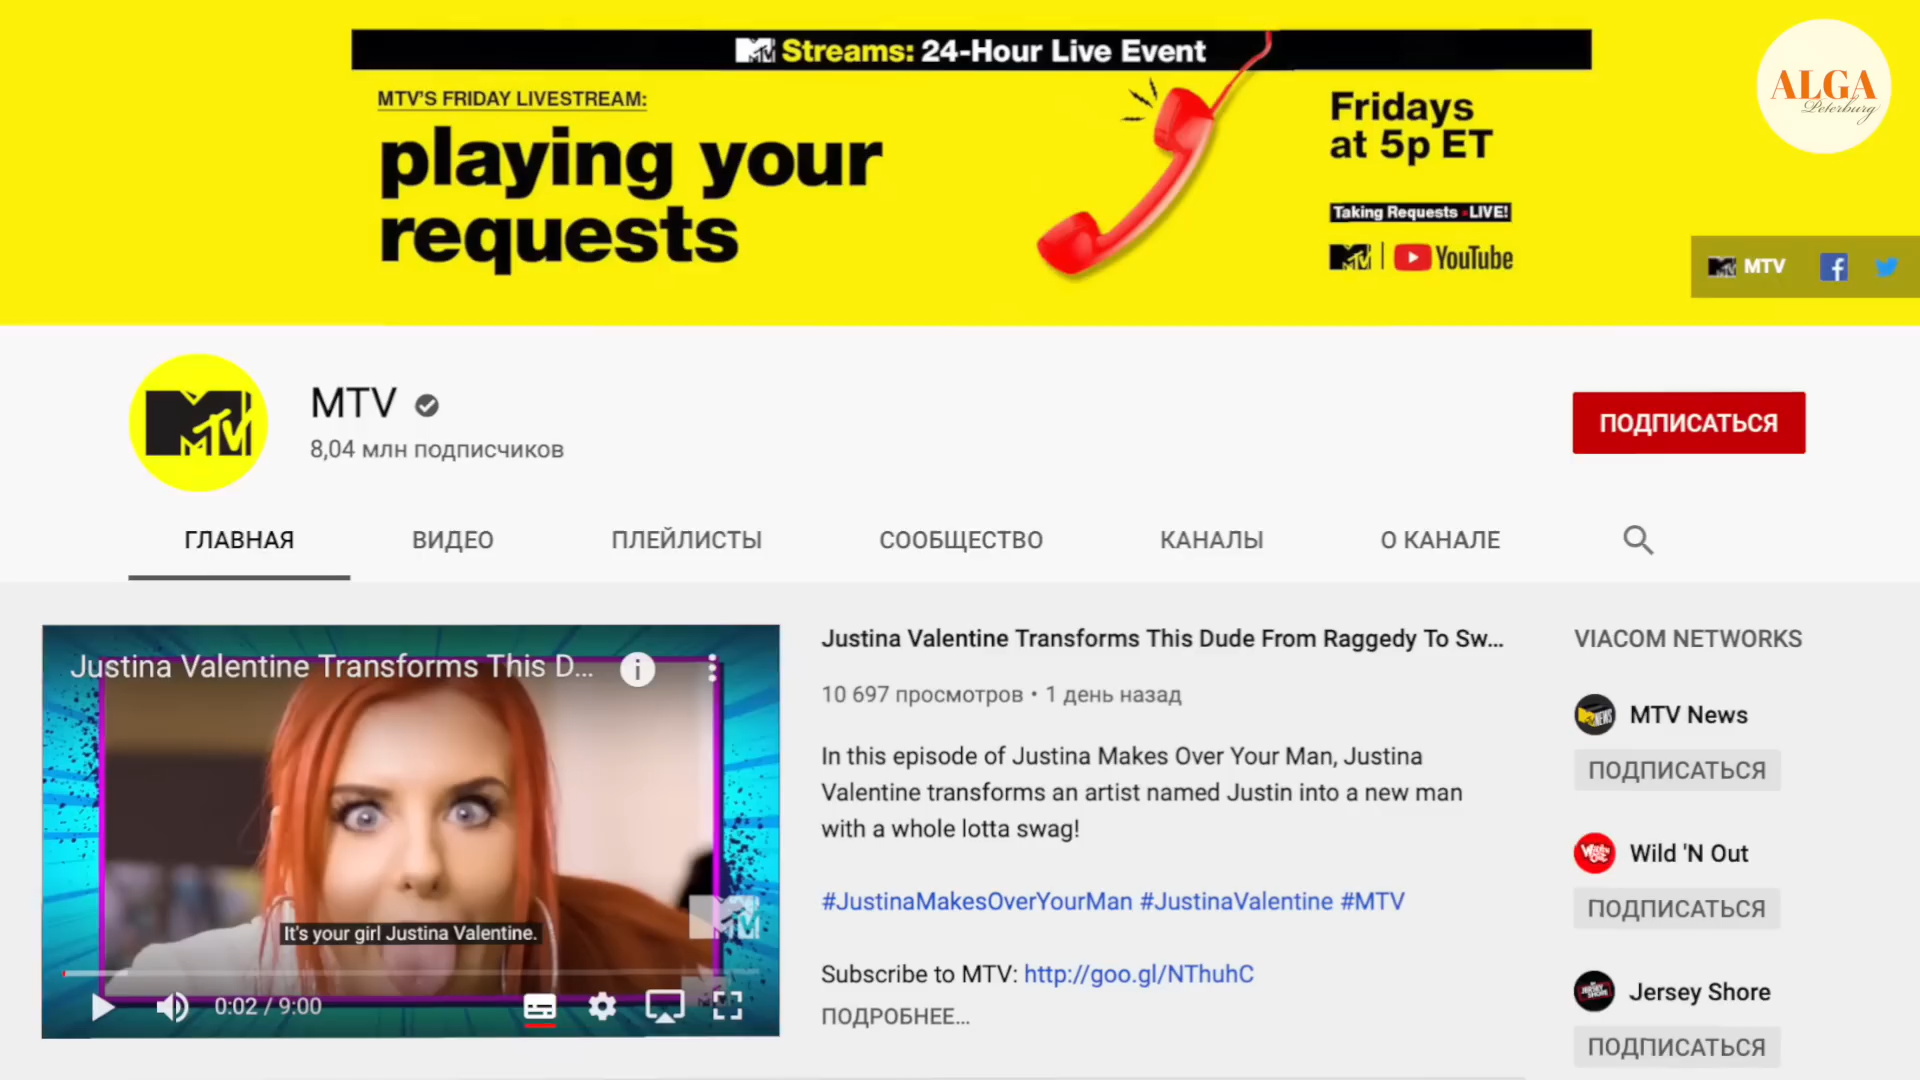 MTV Streams: 24-Hour Live Event
MTV'S FRIDAY LIVESTREAM:
playing your
requests
Fridays
at 5p ET
Taking Requests • LIVE!
MTV | YouTube
ALGA
Peterburg
MTV MTV
MTV
MTV
8,04 млн подписчиков
ПОДПИСАТЬСЯ
ГЛАВНАЯ
ВИДЕО
ПЛЕЙЛИСТЫ
СООБЩЕСТВО
КАНАЛЫ
О КАНАЛЕ
Justina Valentine Transforms This D...
It's your girl Justina Valentine.
MTV
0:02 / 9:00
Justina Valentine Transforms This Dude From Raggedy To Sw...
10 697 просмотров • 1 день назад
In this episode of Justina Makes Over Your Man, Justina
Valentine transforms an artist named Justin into a new man
with a whole lotta swag!
#JustinaMakesOverYourMan #JustinaValentine #MTV
Subscribe to MTV: http://goo.gl/NThuhC
ПОДРОБНЕЕ...
VIACOM NETWORKS
MTV News
ПОДПИСАТЬСЯ
Wild 'N Out
ПОДПИСАТЬСЯ
Jersey Shore
ПОДПИСАТЬСЯ